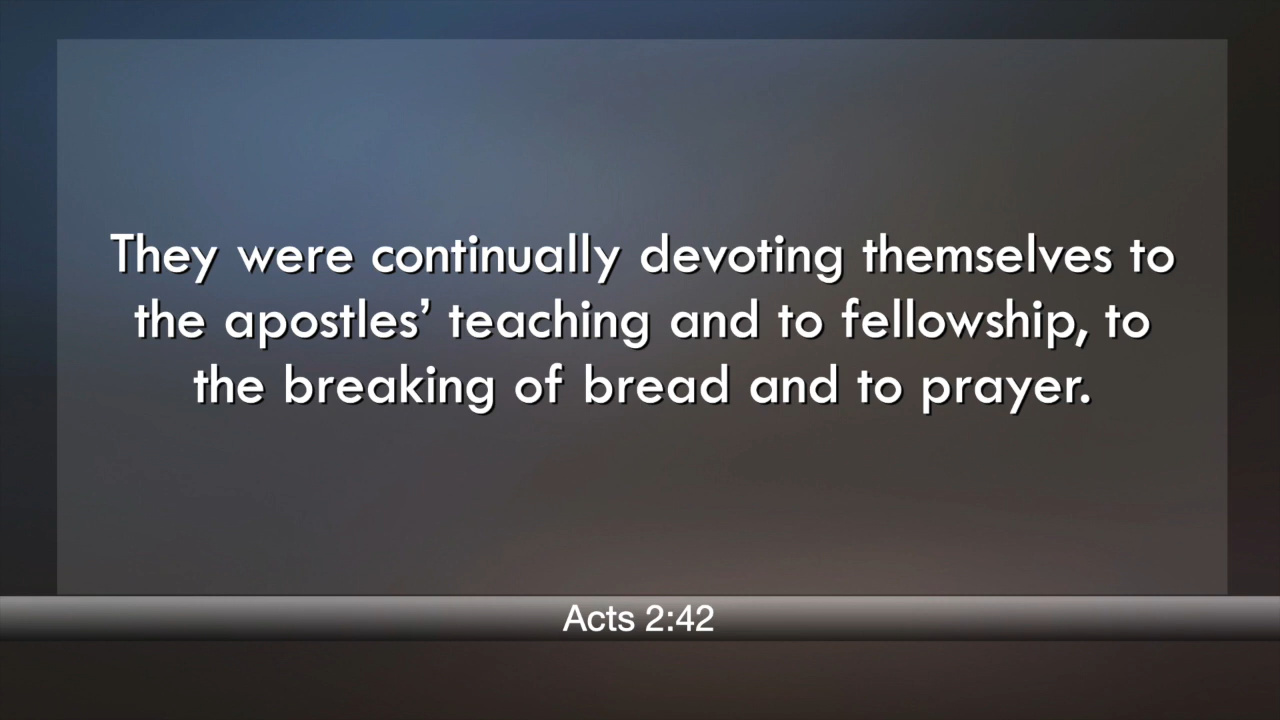 They were continually devoting themselves to
the apostles’ teaching and to fellowship, to
the breaking of bread and to prayer.
Acts 2:42